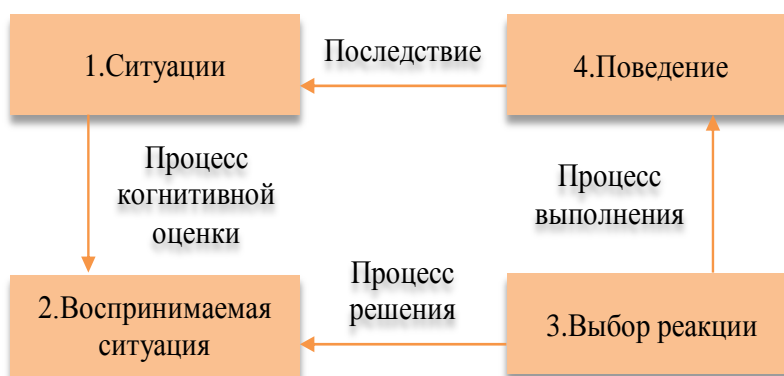 1.Ситуации
Последствие
4.Поведение
Процесс
когнитивной
оценки
Процесс
выполнения
2.Воспринимаемая
ситуация
Процесс
решения
3.Выбор реакции